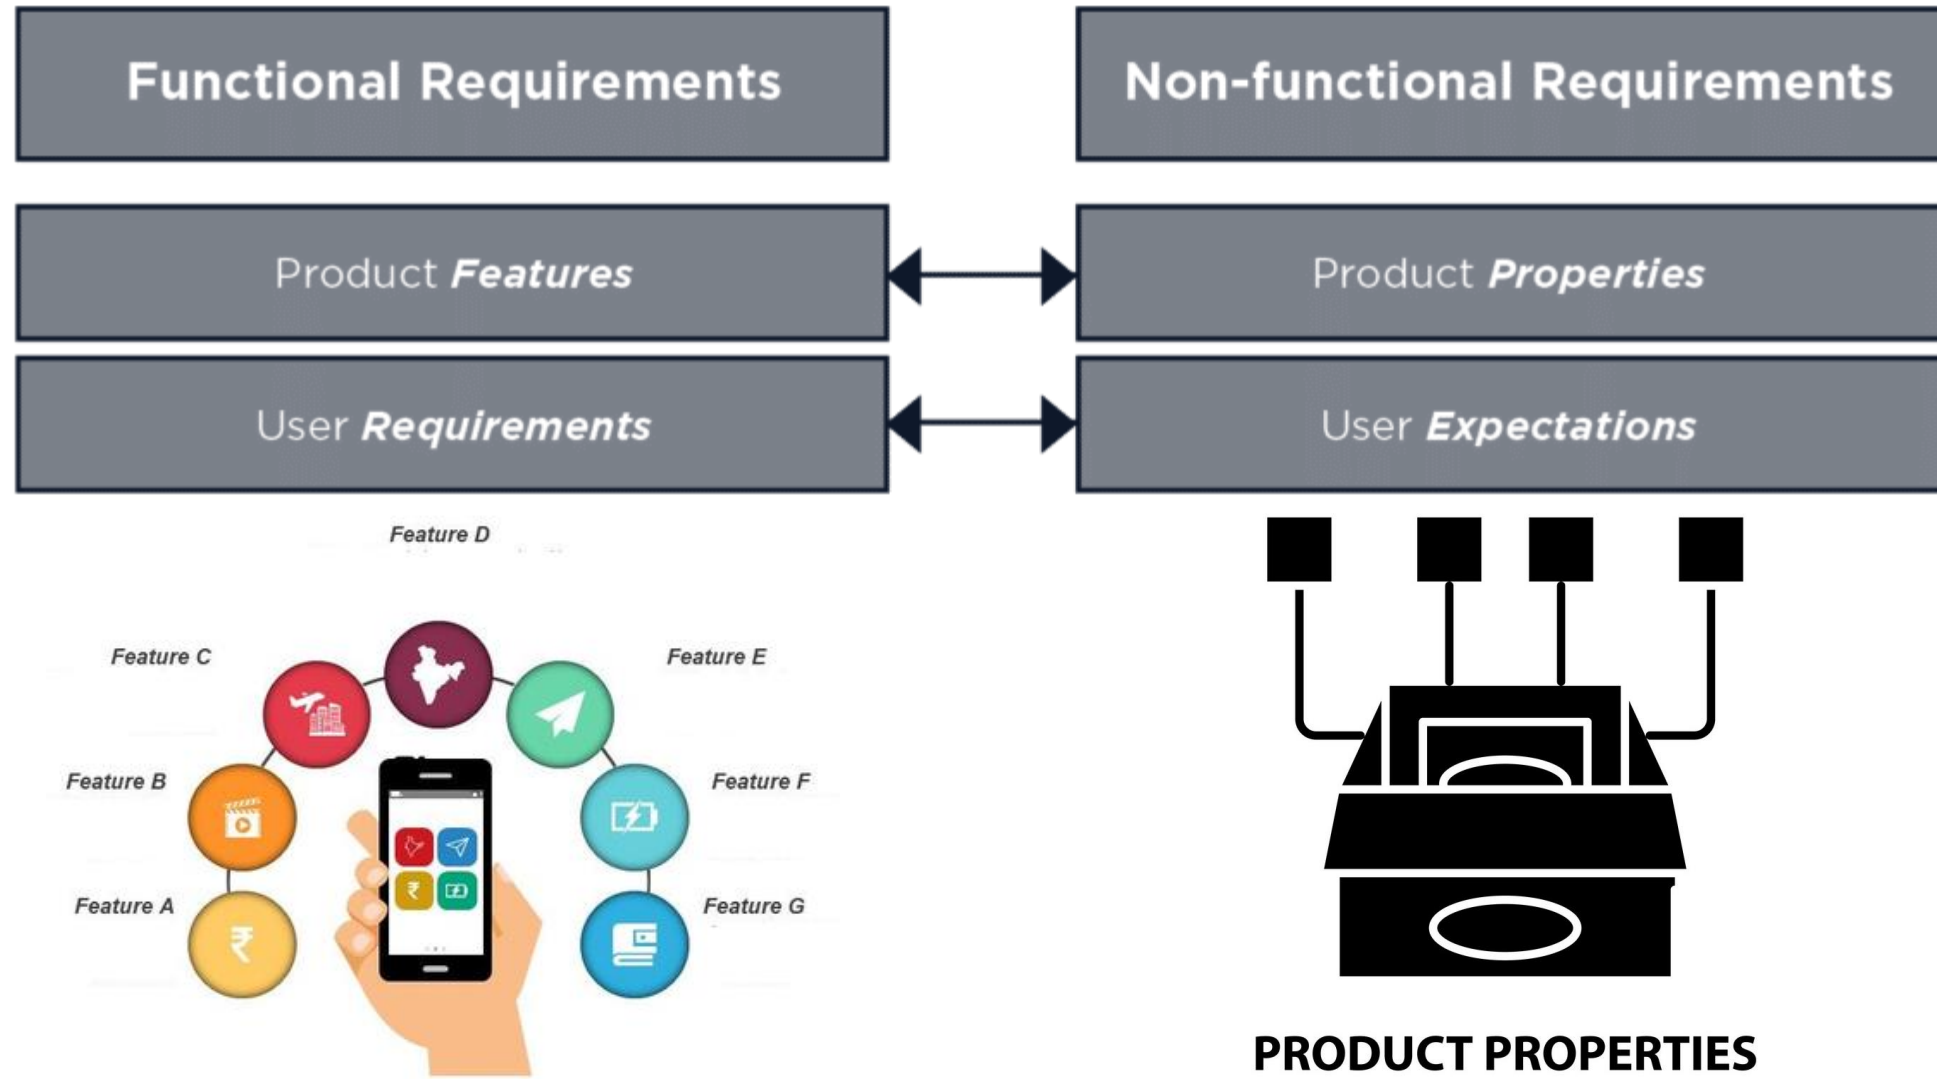 Functional Requirements
Non-functional Requirements
Product Features
Product Properties
User Requirements
User Expectations
Feature D
Feature C
Feature E
Feature B
Feature F
Feature A
Feature G
₹
₹
PRODUCT PROPERTIES